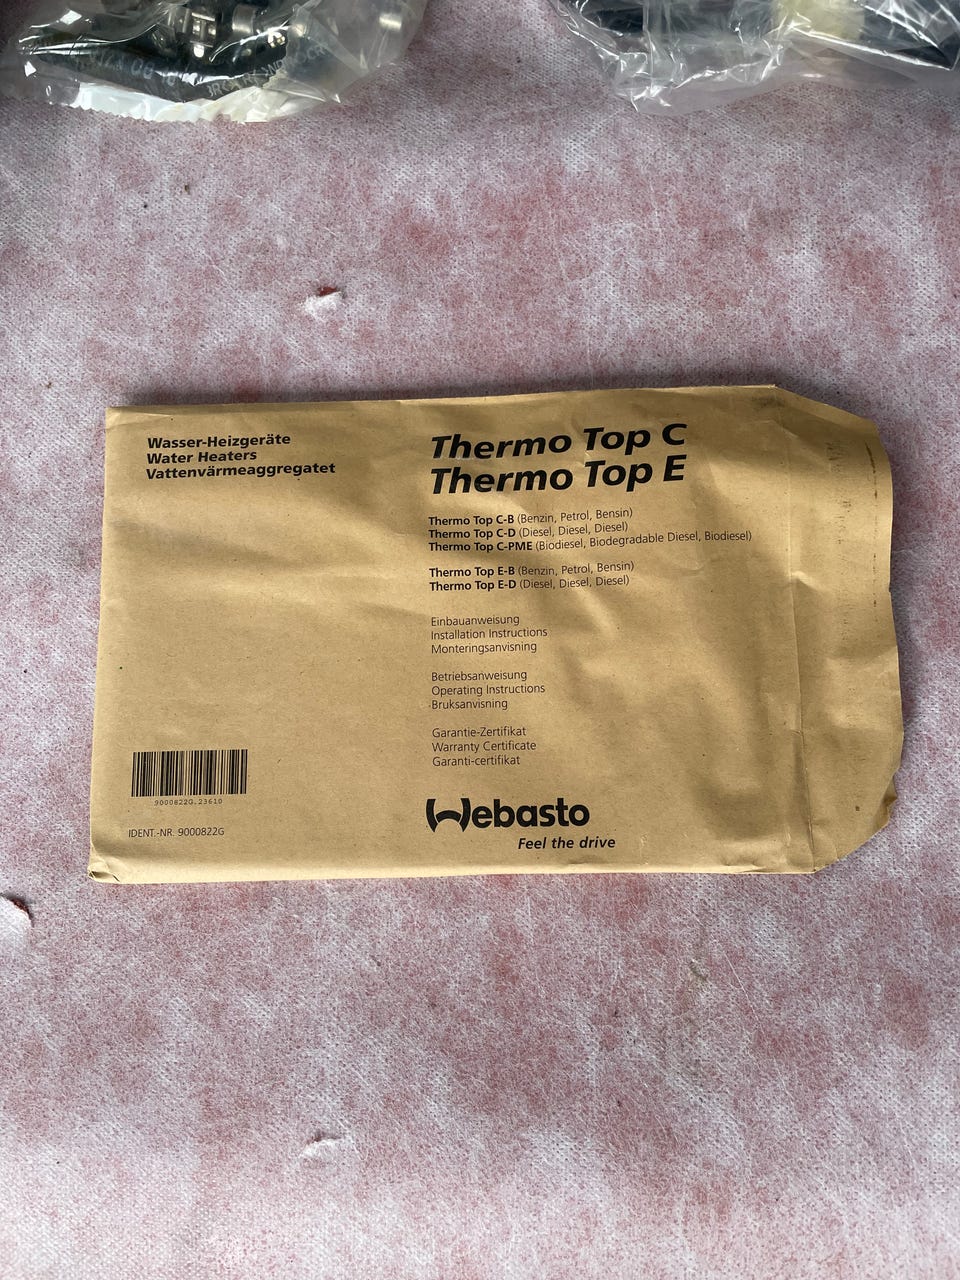 Wasser-Heizgeräte
Water Heaters
Vattenvärmeaggregatet
Thermo Top C
Thermo Top E
Thermo Top C-B (Benzin, Petrol, Bensin)
Thermo Top C-D (Diesel, Diesel, Diesel)
Thermo Top C-PME (Biodiesel, Biodegradable Diesel, Biodiesel)
Thermo Top E-B (Benzin, Petrol, Bensin)
Thermo Top E-D (Diesel, Diesel, Diesel)
Einbauanweisung
Installation Instructions
Monteringsanvisning
Betriebsanweisung
Operating Instructions
Bruksanvisning
Garantie-Zertifikat
Warranty Certificate
Garanti-certifikat
9000822G.23610
IDENT.-NR. 9000822G
Webasto
Feel the drive